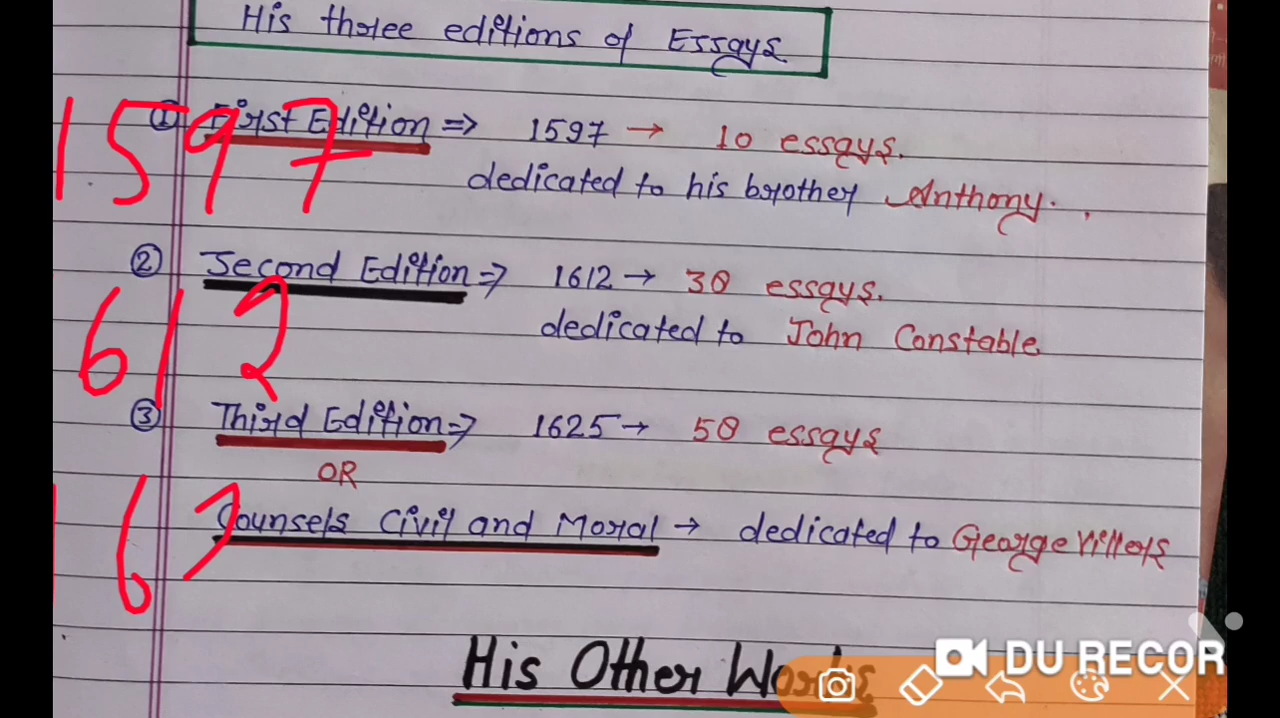 His three editions of Essays
① First Edition ⇒ 1597 → 10 essays.
dedicated to his brother Anthony.
1597
② Second Edition ⇒ 1612 → 38 essays.
dedicated to John Constable
612
③ Third Edition ⇒ 1625 → 58 essays
OR
Counsels Civil and Moral → dedicated to George Villers
16
His Other Works
DU RECOR